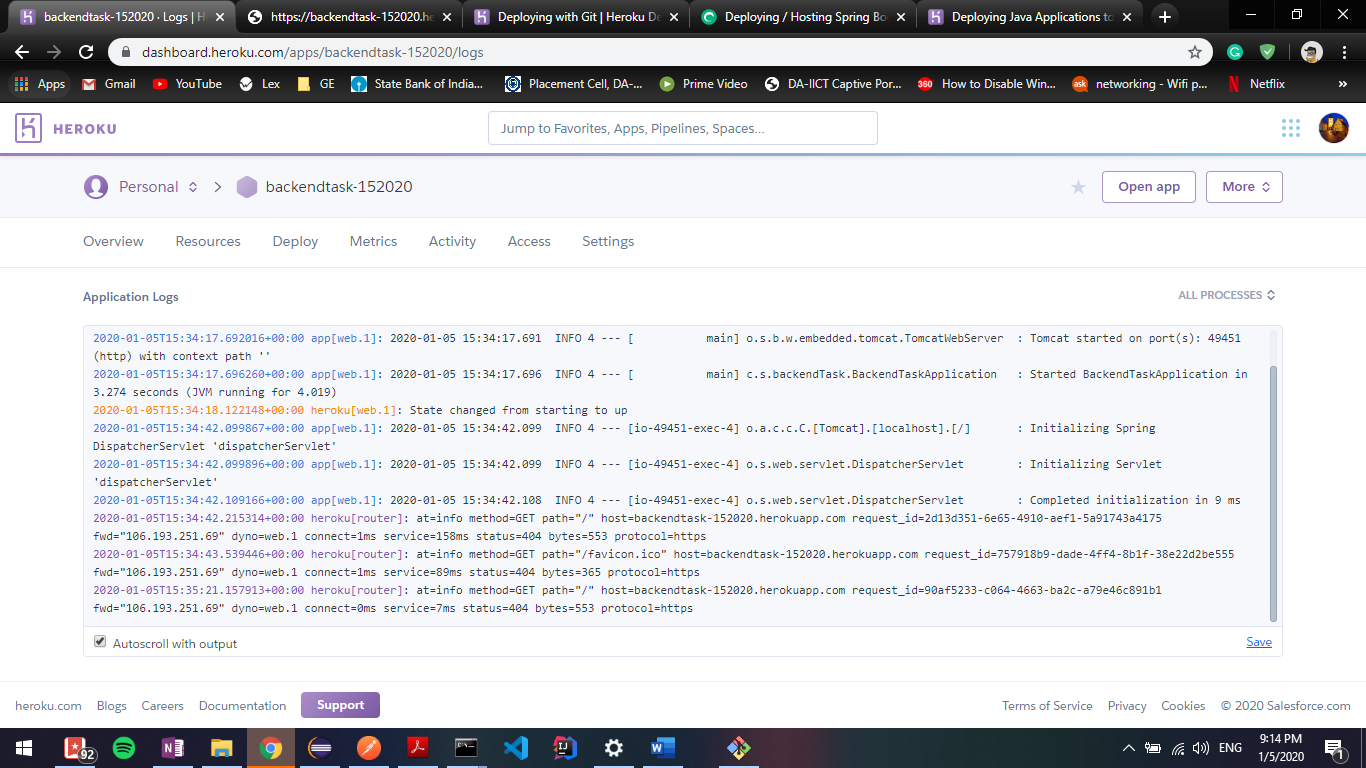 backendtask-152020 · Logs | H
https://backendtask-152020.he
Deploying with Git | Heroku De
Deploying / Hosting Spring Bo
Deploying Java Applications to
dashboard.heroku.com/apps/backendtask-152020/logs
Apps
Gmail
YouTube
Lex
GE
State Bank of India...
Placement Cell, DA-...
Prime Video
DA-IICT Captive Por...
360
How to Disable Win...
ask
networking - Wifi p...
Netflix
»
HEROKU
Jump to Favorites, Apps, Pipelines, Spaces...
Personal
backendtask-152020
Open app
More
Overview
Resources
Deploy
Metrics
Activity
Access
Settings
Application Logs
ALL PROCESSES
2020-01-05T15:34:17.692016+00:00 app[web.1]: 2020-01-05 15:34:17.691  INFO 4 --- [           main] o.s.b.w.embedded.tomcat.TomcatWebServer  : Tomcat started on port(s): 49451
(http) with context path ''
2020-01-05T15:34:17.696260+00:00 app[web.1]: 2020-01-05 15:34:17.696  INFO 4 --- [           main] c.s.backendTask.BackendTaskApplication   : Started BackendTaskApplication in
3.274 seconds (JVM running for 4.019)
2020-01-05T15:34:18.122148+00:00 heroku[web.1]: State changed from starting to up
2020-01-05T15:34:42.099867+00:00 app[web.1]: 2020-01-05 15:34:42.099  INFO 4 --- [io-49451-exec-4] o.a.c.c.C.[Tomcat].[localhost].[/]       : Initializing Spring
DispatcherServlet 'dispatcherServlet'
2020-01-05T15:34:42.099896+00:00 app[web.1]: 2020-01-05 15:34:42.099  INFO 4 --- [io-49451-exec-4] o.s.web.servlet.DispatcherServlet        : Initializing Servlet
'dispatcherServlet'
2020-01-05T15:34:42.109166+00:00 app[web.1]: 2020-01-05 15:34:42.108  INFO 4 --- [io-49451-exec-4] o.s.web.servlet.DispatcherServlet        : Completed initialization in 9 ms
2020-01-05T15:34:42.215314+00:00 heroku[router]: at=info method=GET path="/" host=backendtask-152020.herokuapp.com request_id=2d13d351-6e65-4910-aef1-5a91743a4175
fwd="106.193.251.69" dyno=web.1 connect=1ms service=158ms status=404 bytes=553 protocol=https
2020-01-05T15:34:43.539446+00:00 heroku[router]: at=info method=GET path="/favicon.ico" host=backendtask-152020.herokuapp.com request_id=757918b9-dade-4ff4-8b1f-38e22d2be555
fwd="106.193.251.69" dyno=web.1 connect=1ms service=89ms status=404 bytes=365 protocol=https
2020-01-05T15:35:21.157913+00:00 heroku[router]: at=info method=GET path="/" host=backendtask-152020.herokuapp.com request_id=90af5233-c064-4663-ba2c-a79e46c891b1
fwd="106.193.251.69" dyno=web.1 connect=0ms service=7ms status=404 bytes=553 protocol=https
Autoscroll with output
Save
heroku.com
Blogs
Careers
Documentation
Support
Terms of Service
Privacy
Cookies
© 2020 Salesforce.com
92
ENG
9:14 PM
1/5/2020
1